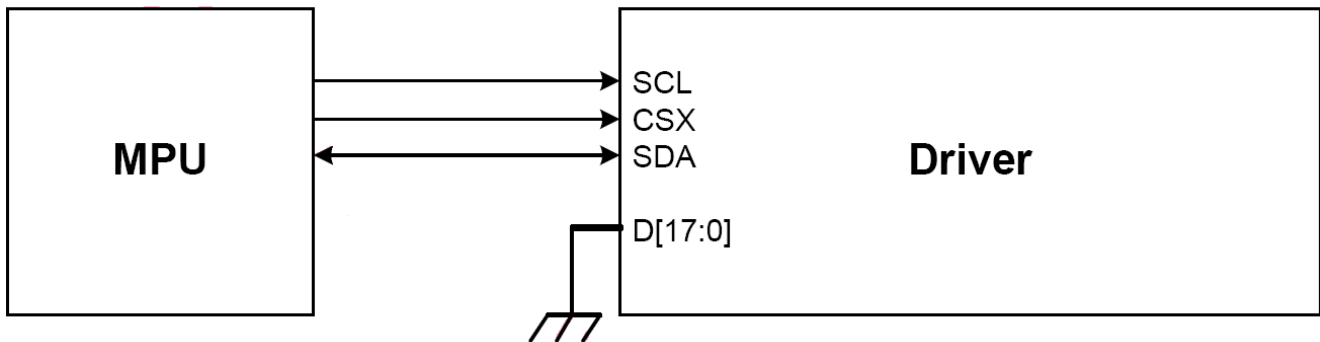 MPU
SCL
CSX
SDA
D[17:0]
Driver